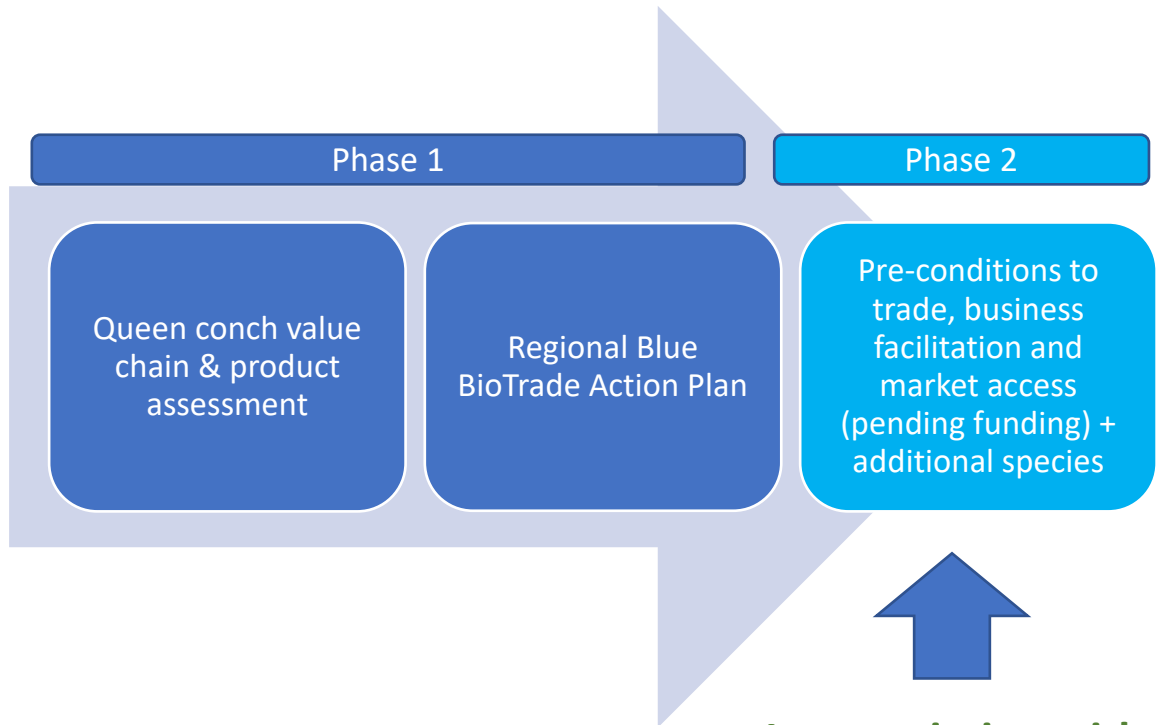 Phase 1
Phase 2
Queen conch value
chain & product
assessment
Regional Blue
BioTrade Action Plan
Pre-conditions to
trade, business
facilitation and
market access
(pending funding) +
additional species